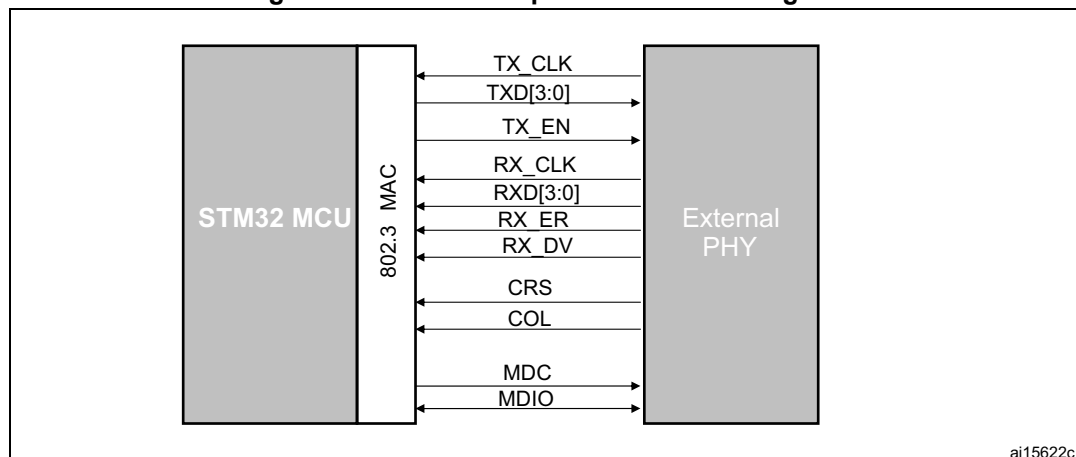 TX_CLK
TXD[3:0]
TX_EN
RX_CLK
RXD[3:0]
RX_ER
RX_DV
CRS
COL
MDC
MDIO
STM32 MCU
802.3 MAC
External
PHY
ai15622c